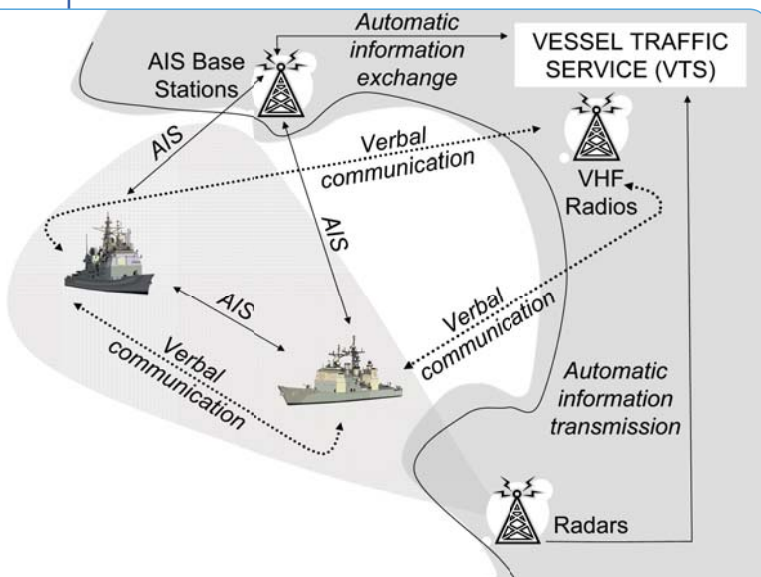 Automatic
information
exchange
VESSEL TRAFFIC
SERVICE (VTS)
AIS Base
Stations
AIS
Verbal
communication
VHF
Radios
AIS
AIS
Verbal
communication
Verbal
communication
Automatic
information
transmission
Radars